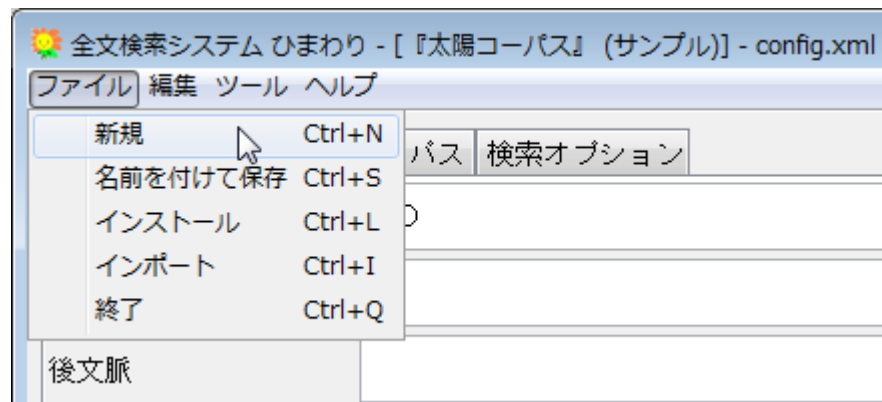 全文検索システム ひまわり - [『太陽コーパス』 (サンプル)] - config.xml
ファイル 編集 ツール ヘルプ
新規 Ctrl+N
パス 検索オプション
名前を付けて保存 Ctrl+S
インストール Ctrl+L
インポート Ctrl+I
終了 Ctrl+Q
後文脈